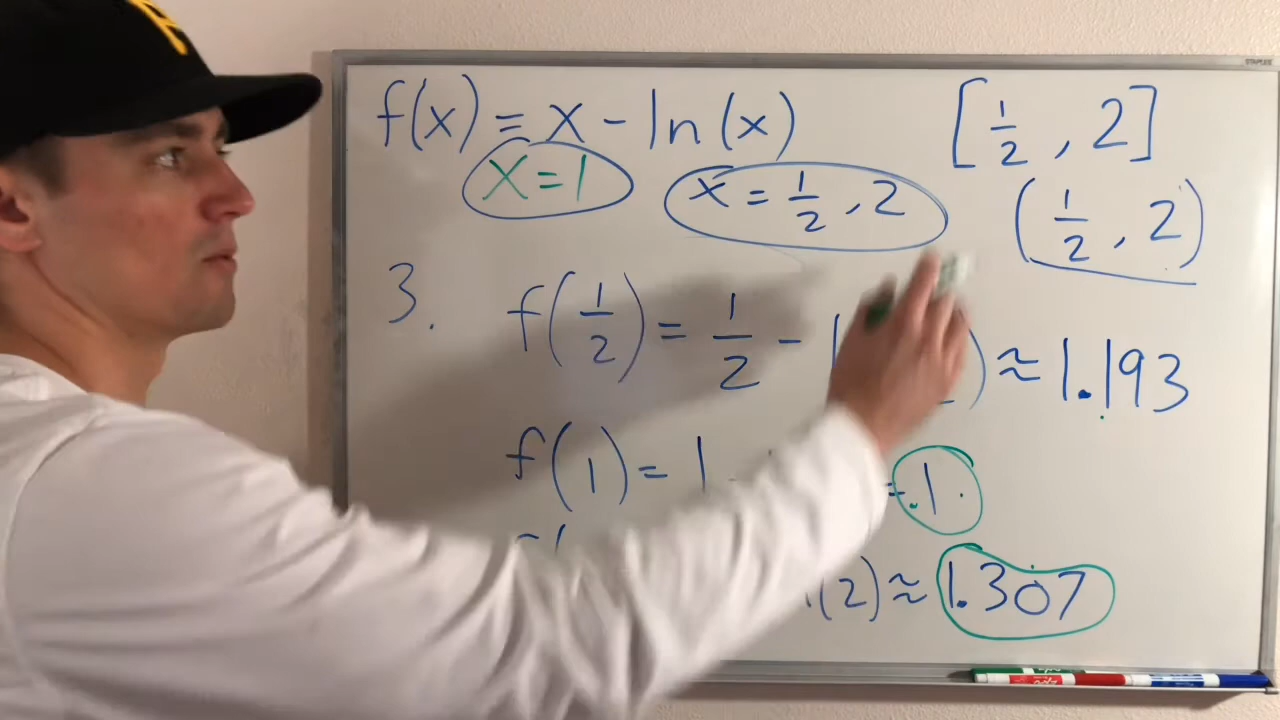 STAPLES
f(x) = x - ln(x) [1/2, 2]
x = 1 x = 1/2, 2 (1/2, 2)
3. f(1/2) = 1/2 - ) ≈ 1.193
f(1) = 1 - = 1
(2) ≈ 1.307